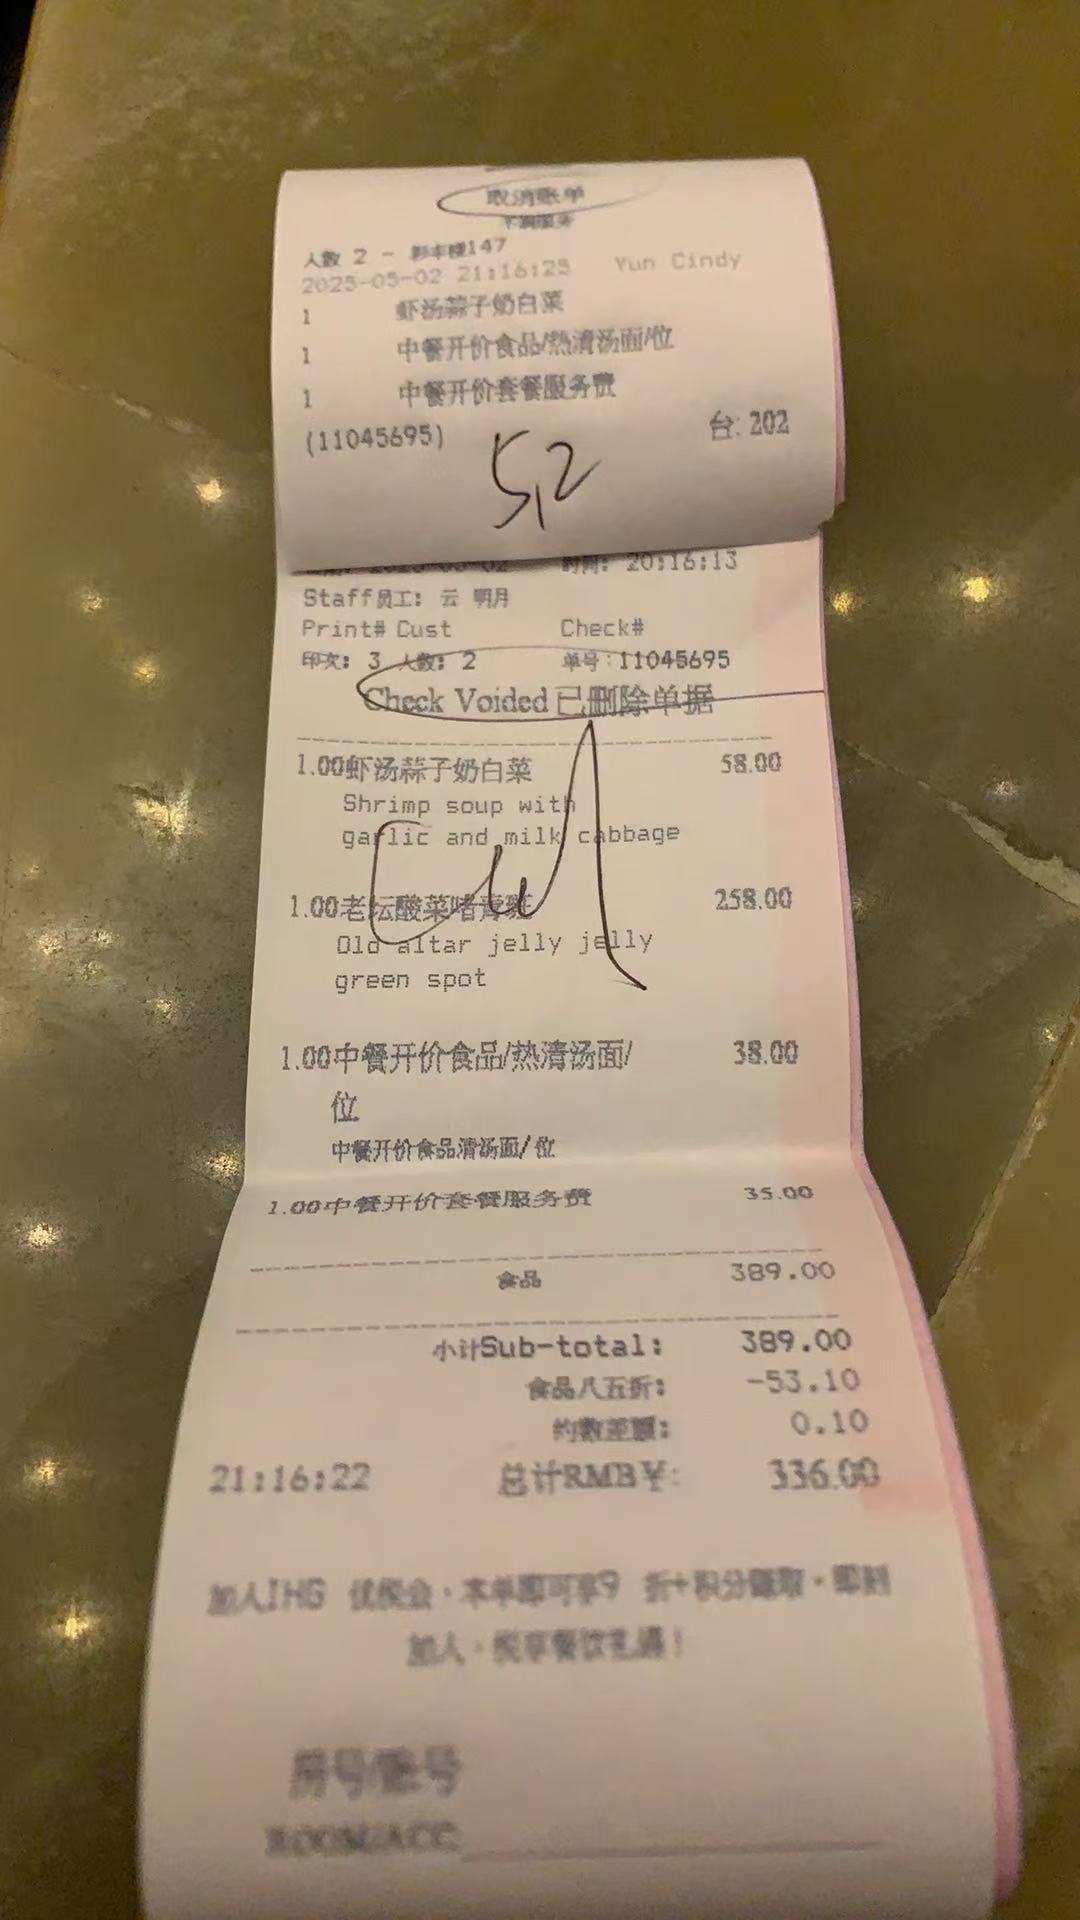 取消账单
不需服务
人数 2 - 彩丰楼147
2025-05-02 21:16:25 Yun Cindy
1 虾汤蒜子奶白菜
1 中餐开价食品/热清汤面/位
1 中餐开价套餐服务费
(11045695) 台: 202
5,2
时间: 20:16:13
Staff员工: 云 明月
Print# Cust Check#
印次: 3 人数: 2 单号:11045695
Check Voided 已删除单据
1.00虾汤蒜子奶白菜 58.00
Shrimp soup with
garlic and milk cabbage
1.00老坛酸菜啫青斑 258.00
Old altar jelly jelly
green spot
1.00中餐开价食品/热清汤面/ 38.00
位
中餐开价食品清汤面/位
1.00中餐开价套餐服务费 35.00
食品 389.00
小计Sub-total: 389.00
食品八五折: -53.10
约数差额: 0.10
21:16:22 总计RMB¥: 336.00
加入IHG 优悦会·本单即可享9 折+积分赚取·即刻
加入·悦享餐饮礼遇!
房号/账号
ROOM/ACC